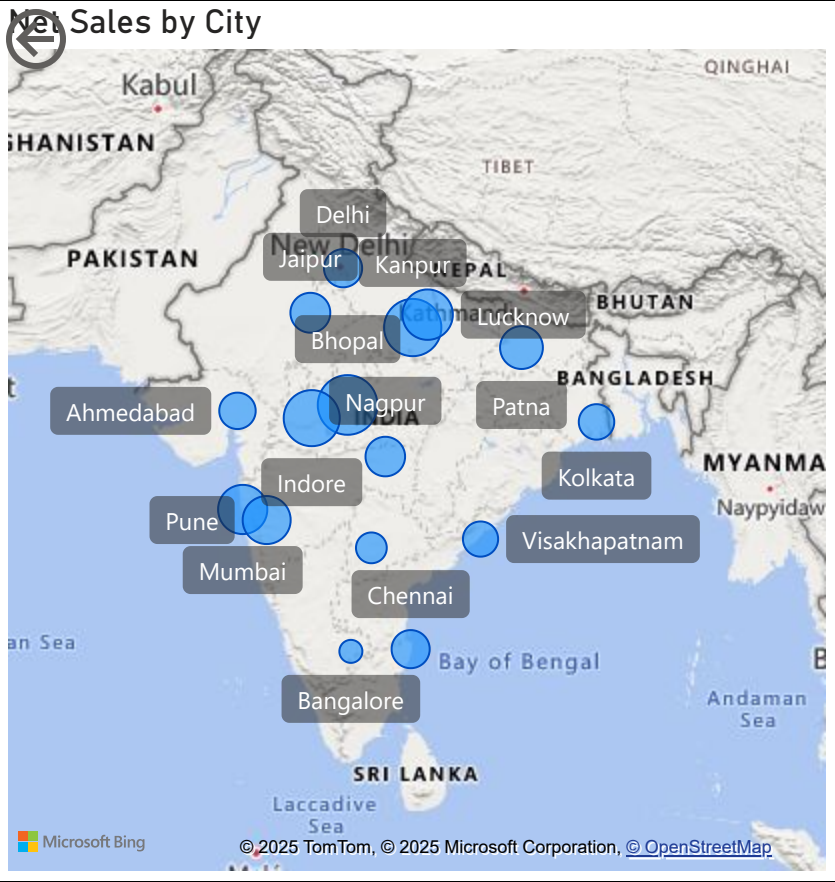 Net Sales by City
QINGHAI
Kabul
GHANISTAN
TIBET
Delhi
New Delhi
PAKISTAN
Jaipur
Kanpur
NEPAL
BHUTAN
Kathmand
Lucknow
Bhopal
BANGLADESH
Ahmedabad
Nagpur
INDIA
Patna
MYANMA
Kolkata
Indore
Naypyidaw
Pune
Visakhapatnam
Mumbai
Chennai
an Sea
Bay of Bengal
B
Bangalore
Andaman
Sea
SRI LANKA
Laccadive
Sea
Microsoft Bing
© 2025 TomTom, © 2025 Microsoft Corporation, © OpenStreetMap